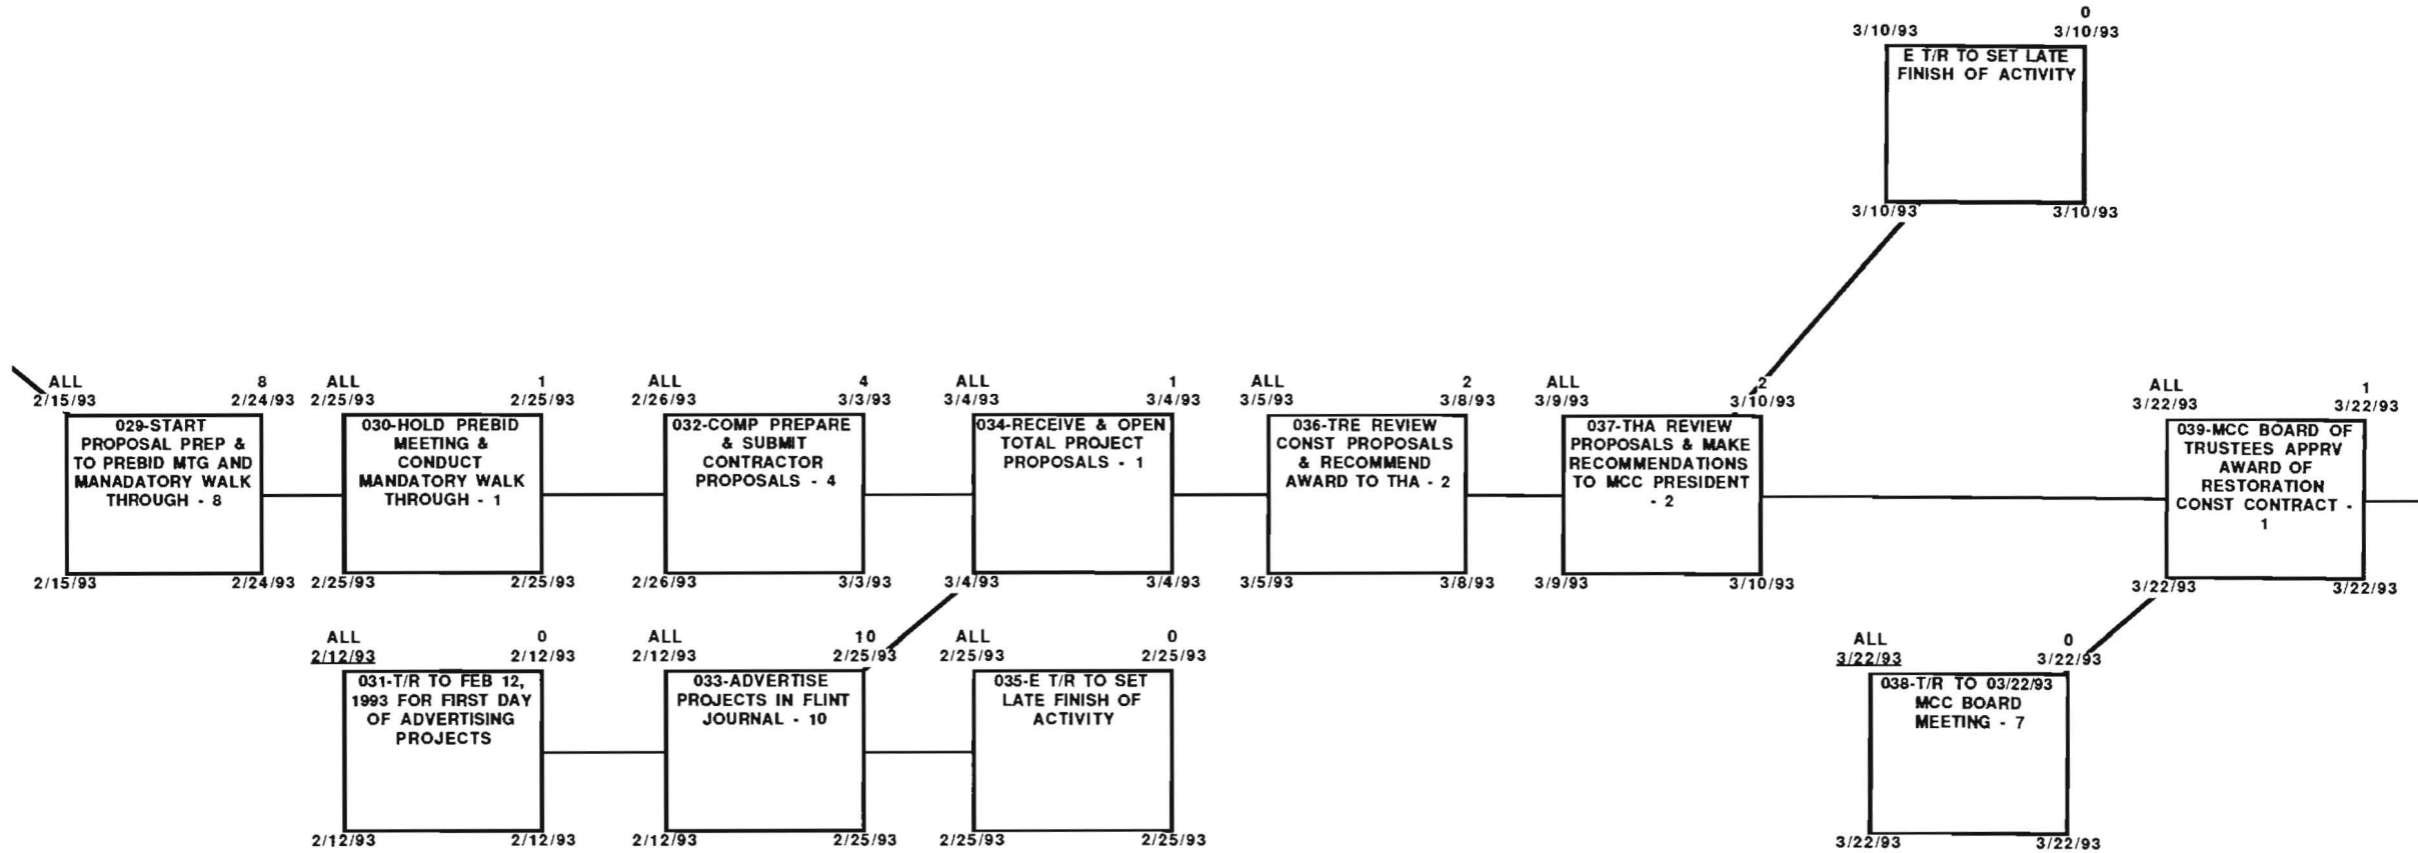 0
3/10/93 3/10/93
E T/R TO SET LATE
FINISH OF ACTIVITY
3/10/93 3/10/93
ALL 8
2/15/93 2/24/93
029-START
PROPOSAL PREP &
TO PREBID MTG AND
MANADATORY WALK
THROUGH - 8
2/15/93 2/24/93
ALL 1
2/25/93 2/25/93
030-HOLD PREBID
MEETING &
CONDUCT
MANDATORY WALK
THROUGH - 1
2/25/93 2/25/93
ALL 4
2/26/93 3/3/93
032-COMP PREPARE
& SUBMIT
CONTRACTOR
PROPOSALS - 4
2/26/93 3/3/93
ALL 1
3/4/93 3/4/93
034-RECEIVE & OPEN
TOTAL PROJECT
PROPOSALS - 1
3/4/93 3/4/93
ALL 2
3/5/93 3/8/93
036-TRE REVIEW
CONST PROPOSALS
& RECOMMEND
AWARD TO THA - 2
3/5/93 3/8/93
ALL 2
3/9/93 3/10/93
037-THA REVIEW
PROPOSALS & MAKE
RECOMMENDATIONS
TO MCC PRESIDENT
- 2
3/9/93 3/10/93
ALL 1
3/22/93 3/22/93
039-MCC BOARD OF
TRUSTEES APPRV
AWARD OF
RESTORATION
CONST CONTRACT -
1
3/22/93 3/22/93
ALL 0
2/12/93 2/12/93
031-T/R TO FEB 12,
1993 FOR FIRST DAY
OF ADVERTISING
PROJECTS
2/12/93 2/12/93
ALL 10
2/12/93 2/25/93
033-ADVERTISE
PROJECTS IN FLINT
JOURNAL - 10
2/12/93 2/25/93
ALL 0
2/25/93 2/25/93
035-E T/R TO SET
LATE FINISH OF
ACTIVITY
2/25/93 2/25/93
ALL 0
3/22/93 3/22/93
038-T/R TO 03/22/93
MCC BOARD
MEETING - 7
3/22/93 3/22/93